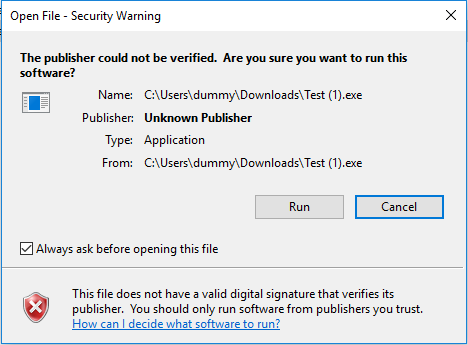 Open File - Security Warning
The publisher could not be verified.  Are you sure you want to run this
software?
Name: C:\Users\dummy\Downloads\Test (1).exe
Publisher: Unknown Publisher
Type: Application
From: C:\Users\dummy\Downloads\Test (1).exe
Run Cancel
Always ask before opening this file
This file does not have a valid digital signature that verifies its
publisher.  You should only run software from publishers you trust.
How can I decide what software to run?